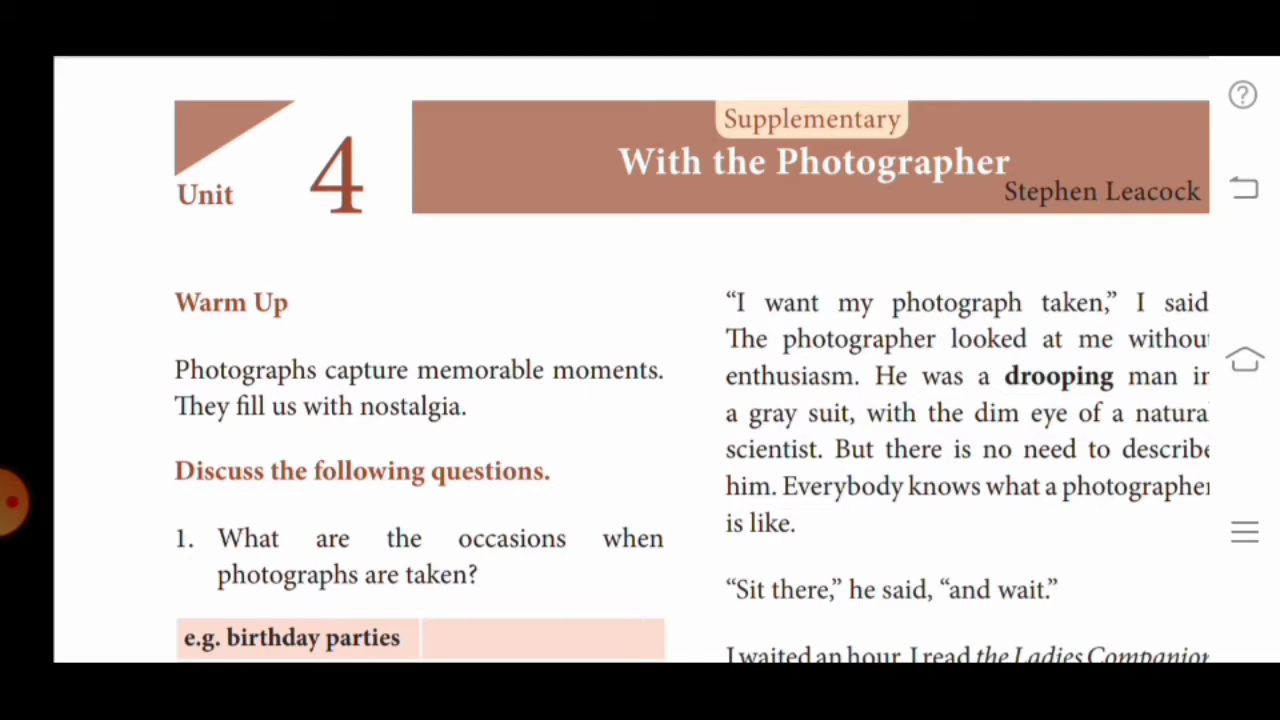 Supplementary
With the Photographer
Stephen Leacock
Unit 4
Warm Up
Photographs capture memorable moments.
They fill us with nostalgia.
Discuss the following questions.
1. What are the occasions when
photographs are taken?
e.g. birthday parties
“I want my photograph taken,” I said
The photographer looked at me withou
enthusiasm. He was a drooping man in
a gray suit, with the dim eye of a natura
scientist. But there is no need to describe
him. Everybody knows what a photographer
is like.
“Sit there,” he said, “and wait.”
I waited an hour. I read the Ladies Companion